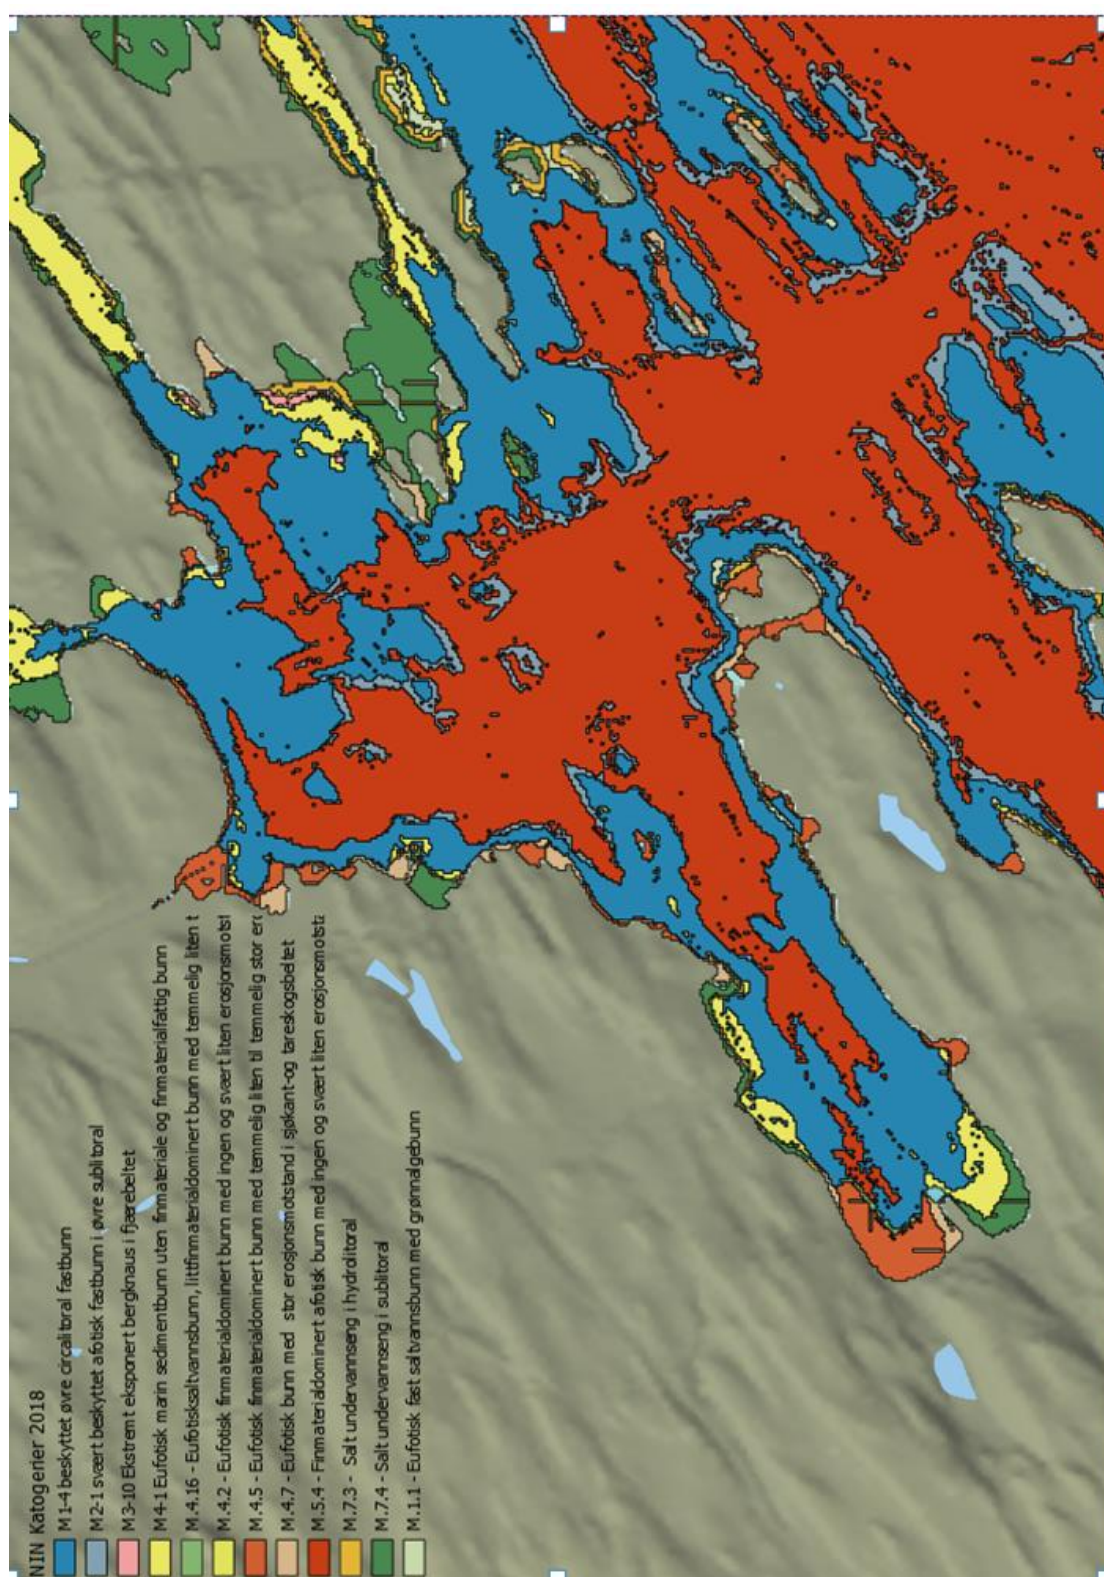 NIN Katogerier 2018
M1-4 beskyttet øvre circalitoral fastbunn
M2-1 svært beskyttet afotisk fastbunn i øvre sublitoral
M3-10 Ekstremt eksponert bergknaus i fjærebeltet
M4-1 Eufotisk marin sedimentbunn uten finmateriale og finmaterialfattig bunn
M.4.16 - Eufotisksaltvannsbunn, littfinmaterialdominert bunn med temmelig liten t
M.4.2 - Eufotisk finmaterialdominert bunn med ingen og svært liten erosjonsmotst
M.4.5 - Eufotisk finmaterialdominert bunn med temmelig liten til temmelig stor ero
M.4.7 - Eufotisk bunn med stor erosjonsmotstand i sjøkant-og tareskogsbeltet
M.5.4 - Finmaterialdominert afotisk bunn med ingen og svært liten erosjonsmotsta
M.7.3 - Salt undervannseng i hydrolitoral
M.7.4 - Salt undervannseng i sublitoral
M.1.1 - Eufotisk fast saltvannsbunn med grønnalgebunn